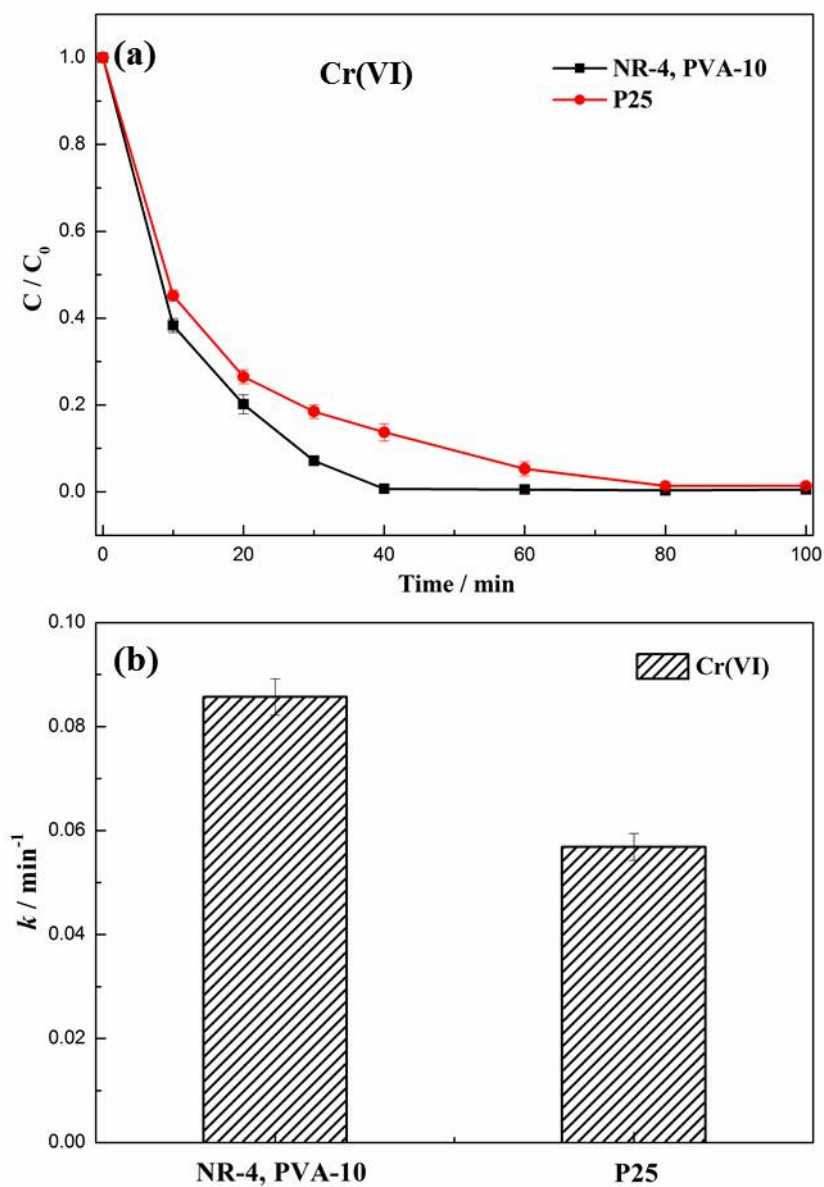 (a)
Cr(VI)
NR-4, PVA-10
P25
1.0
0.8
0.6
0.4
0.2
0.0
C / C₀
0
20
40
60
80
100
Time / min
(b)
Cr(VI)
0.10
0.08
0.06
0.04
0.02
0.00
k / min⁻¹
NR-4, PVA-10
P25